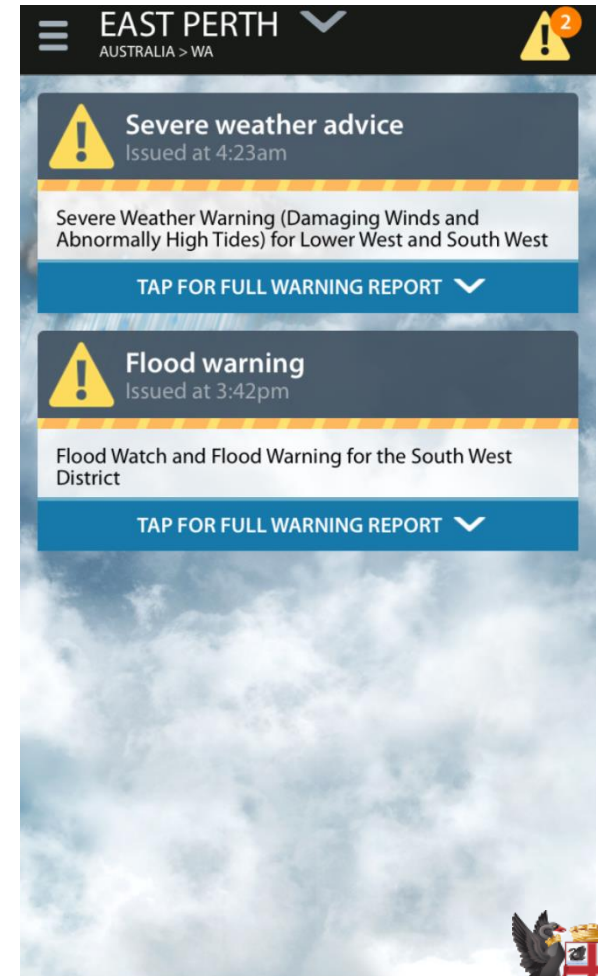 EAST PERTH
AUSTRALIA > WA
2
Severe weather advice
Issued at 4:23am
Severe Weather Warning (Damaging Winds and
Abnormally High Tides) for Lower West and South West
TAP FOR FULL WARNING REPORT
Flood warning
Issued at 3:42pm
Flood Watch and Flood Warning for the South West
District
TAP FOR FULL WARNING REPORT